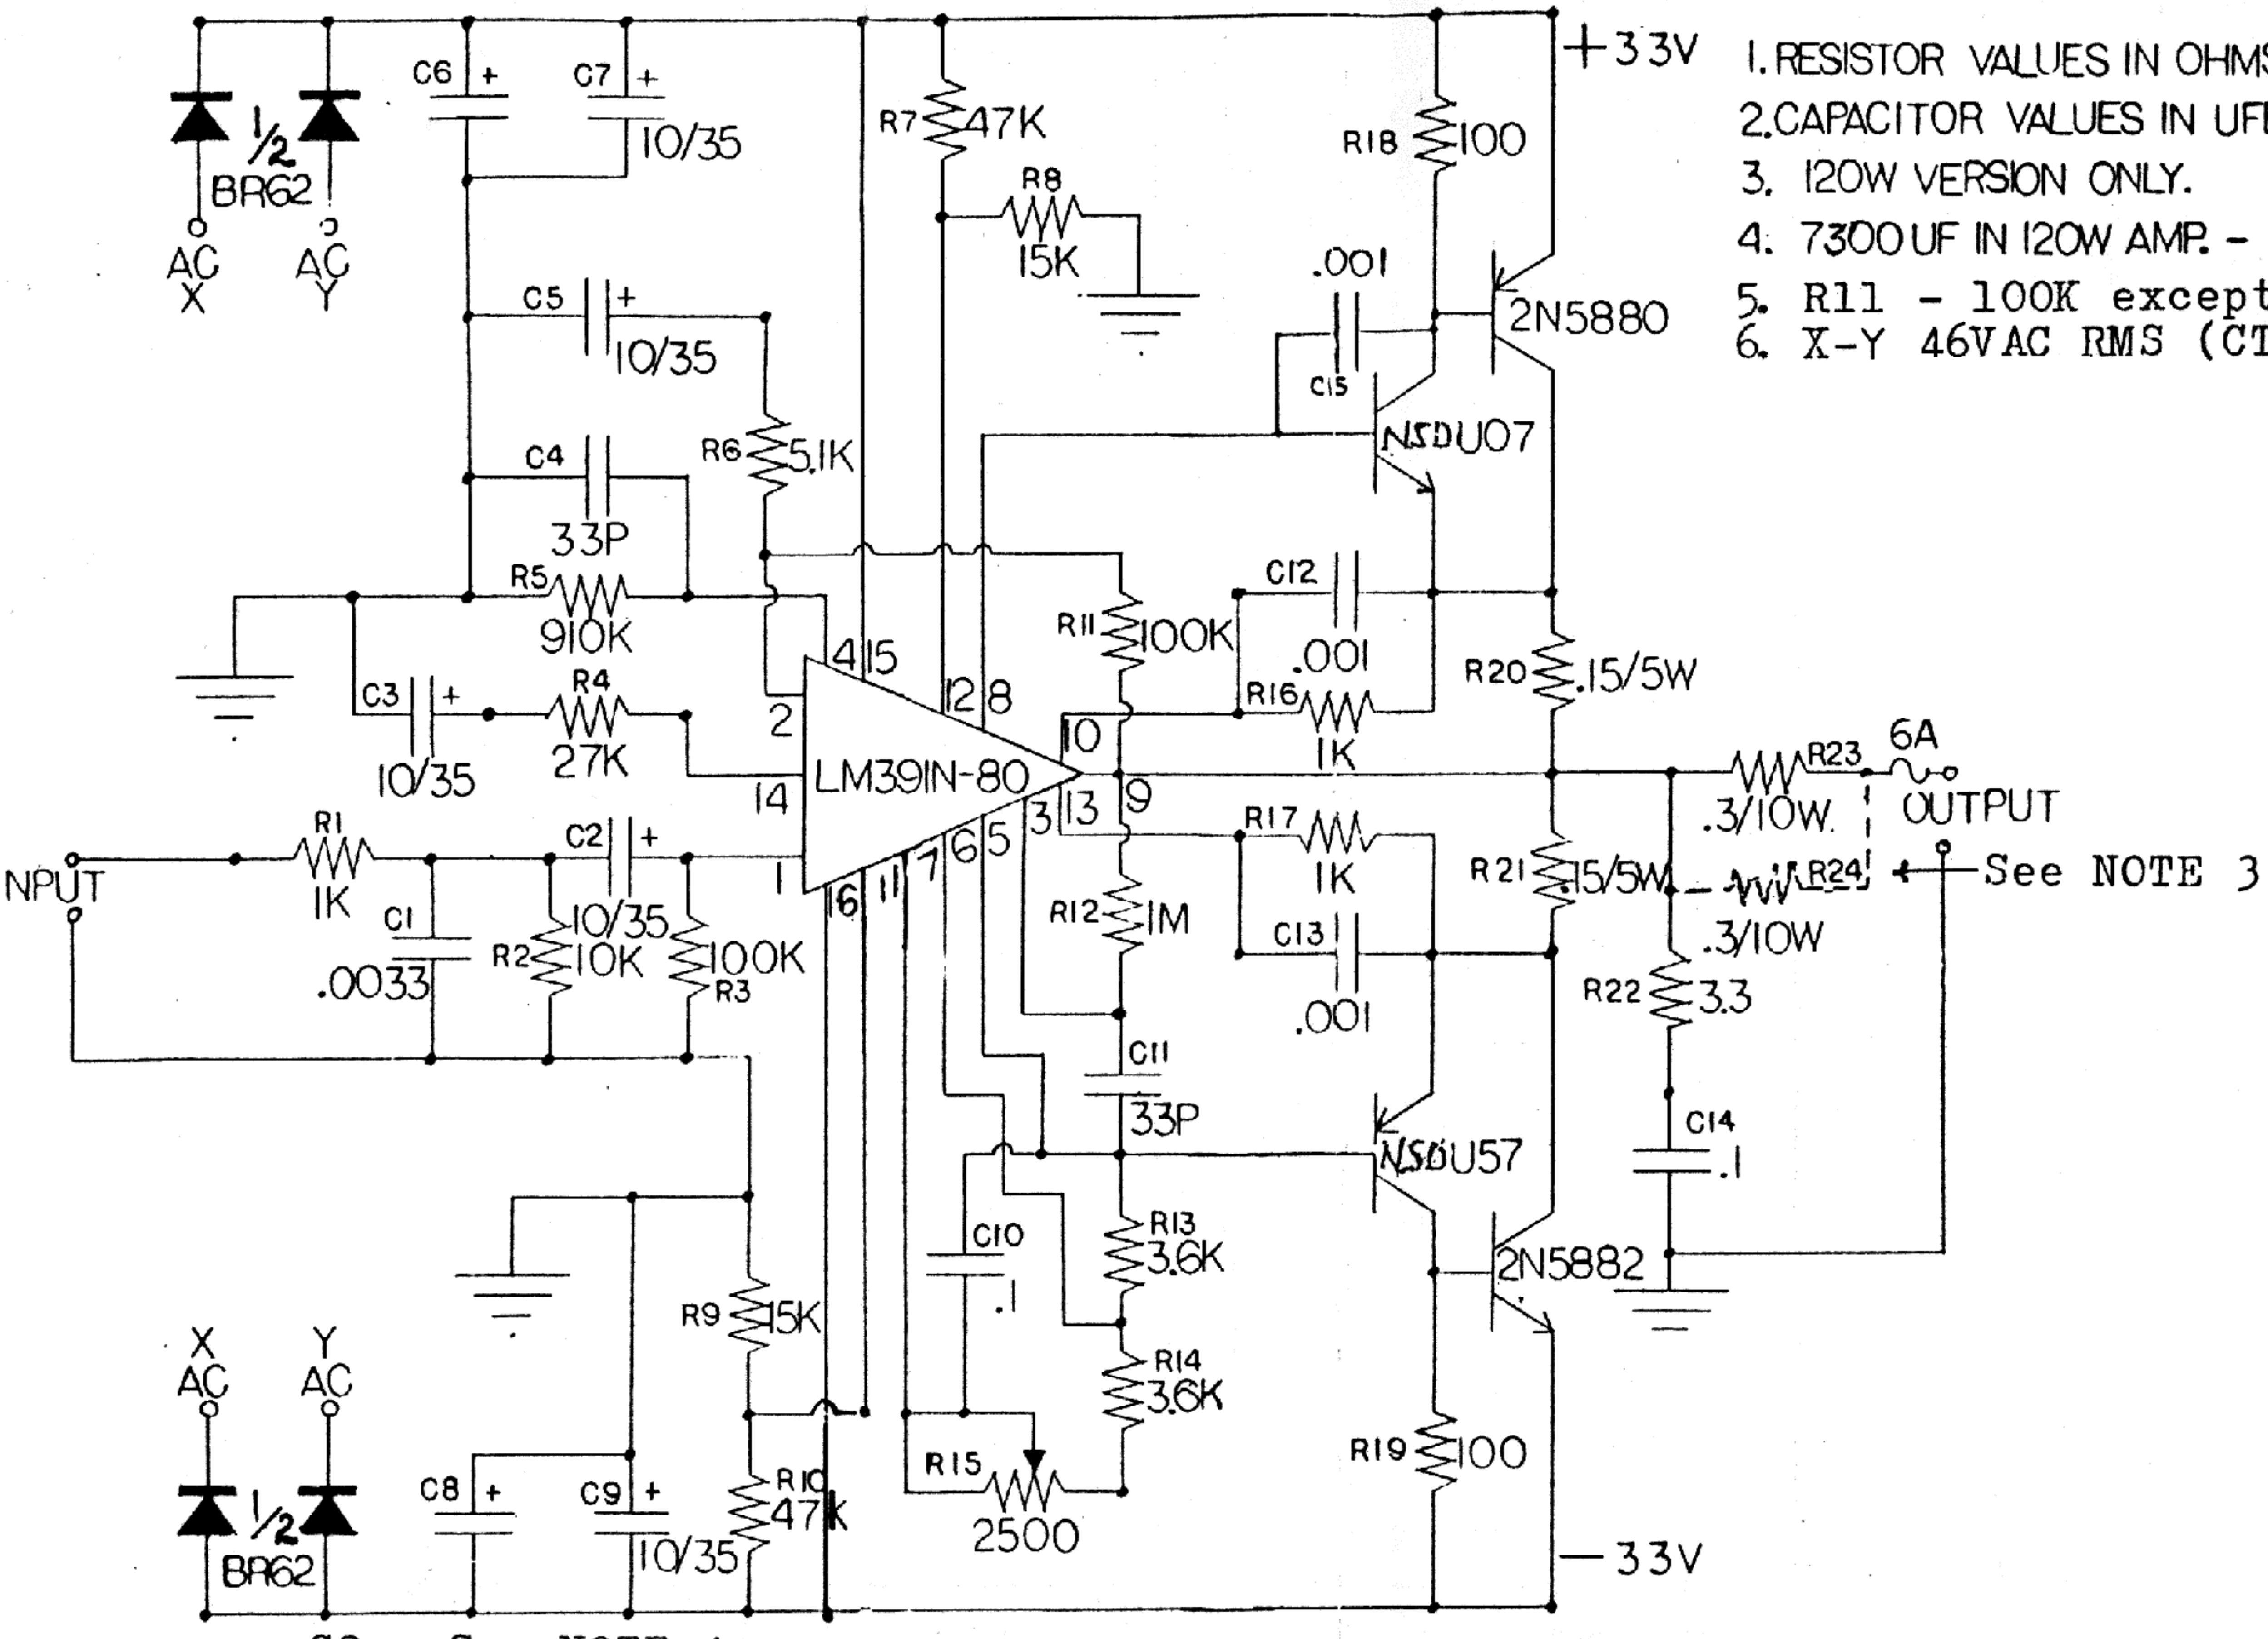 +33V
1. RESISTOR VALUES IN OHMS
2. CAPACITOR VALUES IN
3. 120W VERSION ONLY.
4. 7300 UF IN 120W AMP. -
5. R11 - 100K except
6. X-Y 46VAC RMS (CT
C6 +
C7 +
10/35
1/2
BR62
AC
X
AC
Y
R7
47K
R8
15K
R18
100
.001
C15
2N5880
C5 +
10/35
R6
5.1K
NSDU07
C4
33P
R5
910K
C12
.001
R11
100K
R16
1K
R20
.15/5W
C3 +
10/35
R4
27K
4
15
2
12
8
10
14
LM391N-80
3
13
9
5
6
7
11
16
1
R23
.3/10W.
6A
OUTPUT
R24
See NOTE 3
.3/10W
NPUT
R1
1K
C1
.0033
C2 +
10/35
R2
10K
100K
R3
R12
1M
R17
1K
C13
.001
R21
.15/5W
R22
3.3
C11
33P
NSDU57
C14
.1
C10
.1
R13
3.6K
R14
3.6K
2N5882
R9
15K
X
AC
Y
AC
1/2
BR62
C8 +
C9 +
10/35
R10
47k
R15
2500
R19
100
-33V